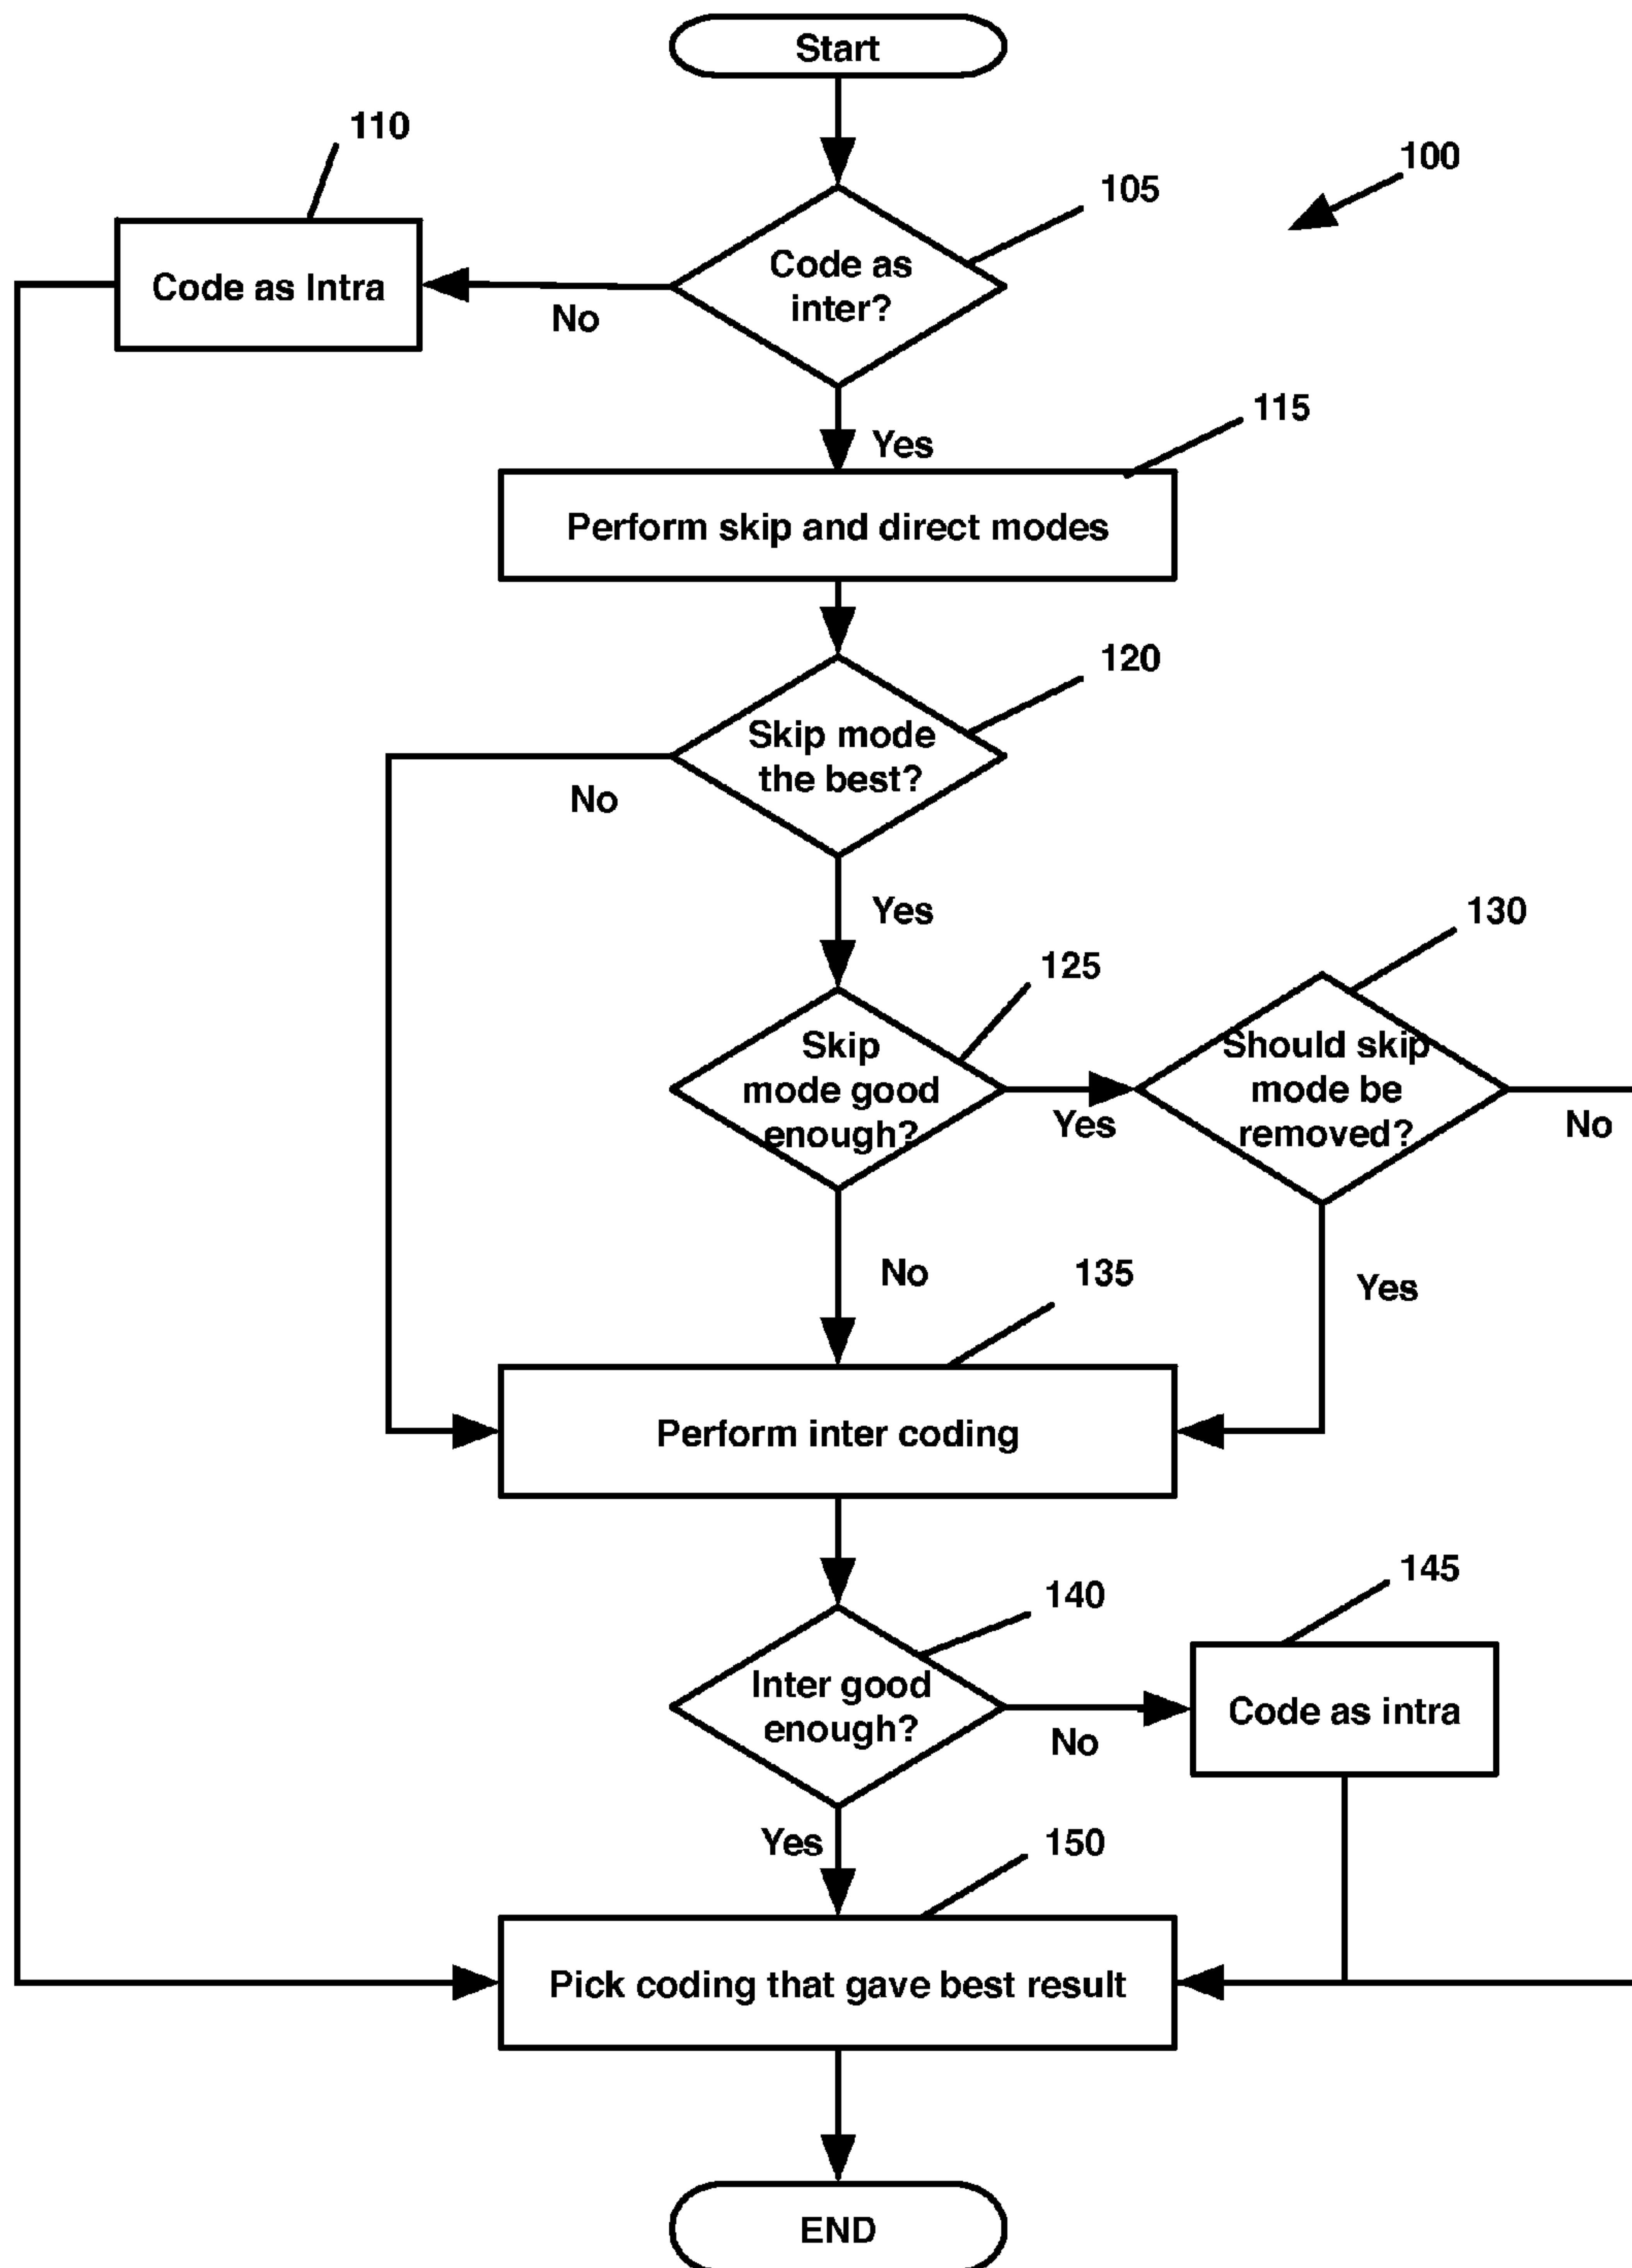 Start
110
100
105
Code as
inter?
Code as Intra
No
115
Yes
Perform skip and direct modes
120
Skip mode
the best?
No
Yes
130
125
Skip
mode good
enough?
Should skip
mode be
removed?
Yes
No
No
135
Yes
Perform inter coding
145
140
Inter good
enough?
Code as intra
No
Yes
150
Pick coding that gave best result
END